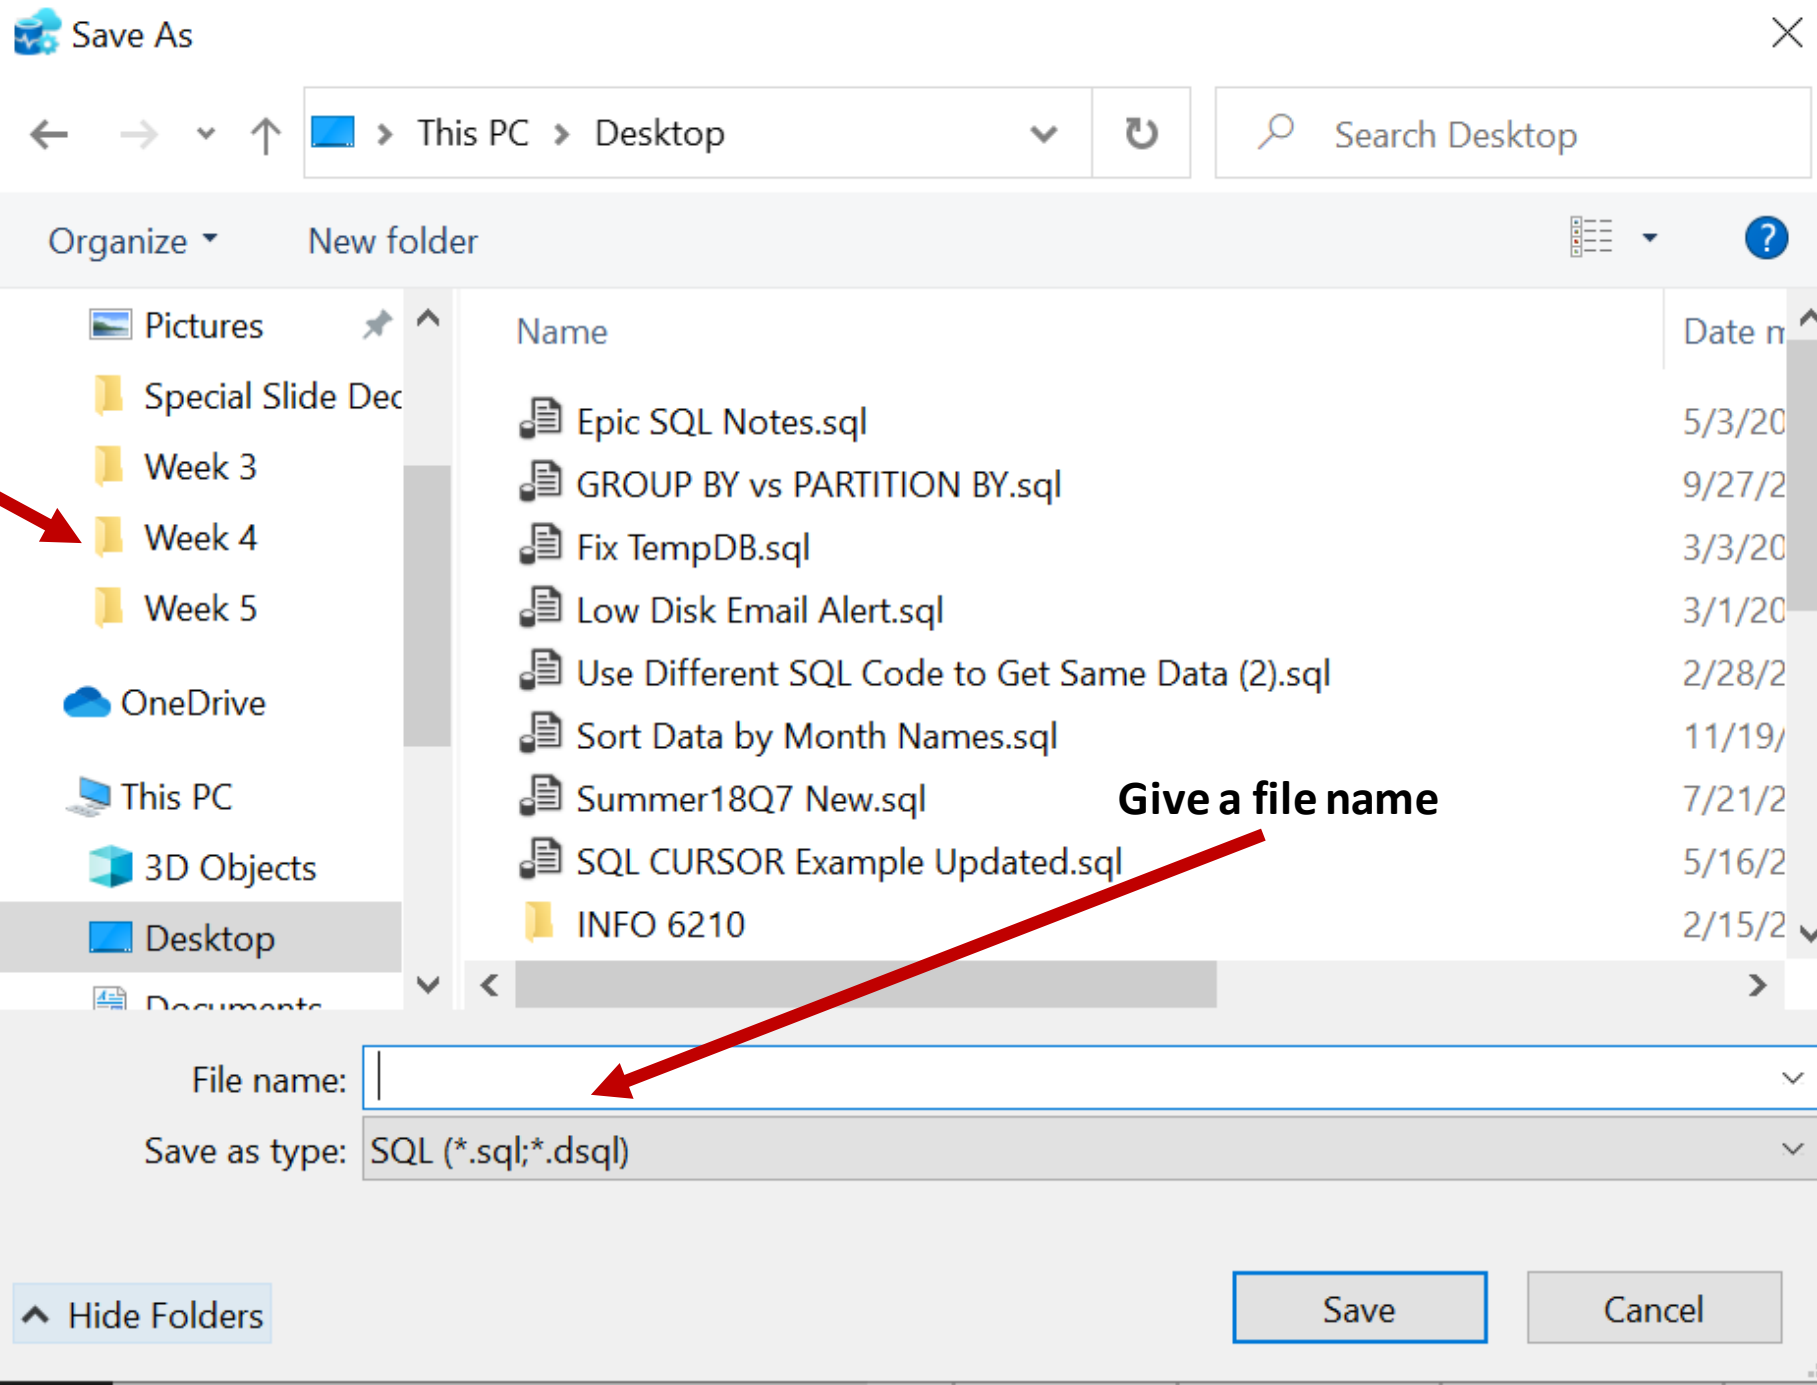 Save As
This PC > Desktop
Search Desktop
Organize
New folder
Pictures
Special Slide Dec
Week 3
Week 4
Week 5
OneDrive
This PC
3D Objects
Desktop
Documents
Name
Date m
Epic SQL Notes.sql 5/3/20
GROUP BY vs PARTITION BY.sql 9/27/2
Fix TempDB.sql 3/3/20
Low Disk Email Alert.sql 3/1/20
Use Different SQL Code to Get Same Data (2).sql 2/28/2
Sort Data by Month Names.sql 11/19/
Summer18Q7 New.sql 7/21/2
SQL CURSOR Example Updated.sql 5/16/2
INFO 6210 2/15/2
Give a file name
File name:
Save as type: SQL (*.sql;*.dsql)
Hide Folders
Save
Cancel